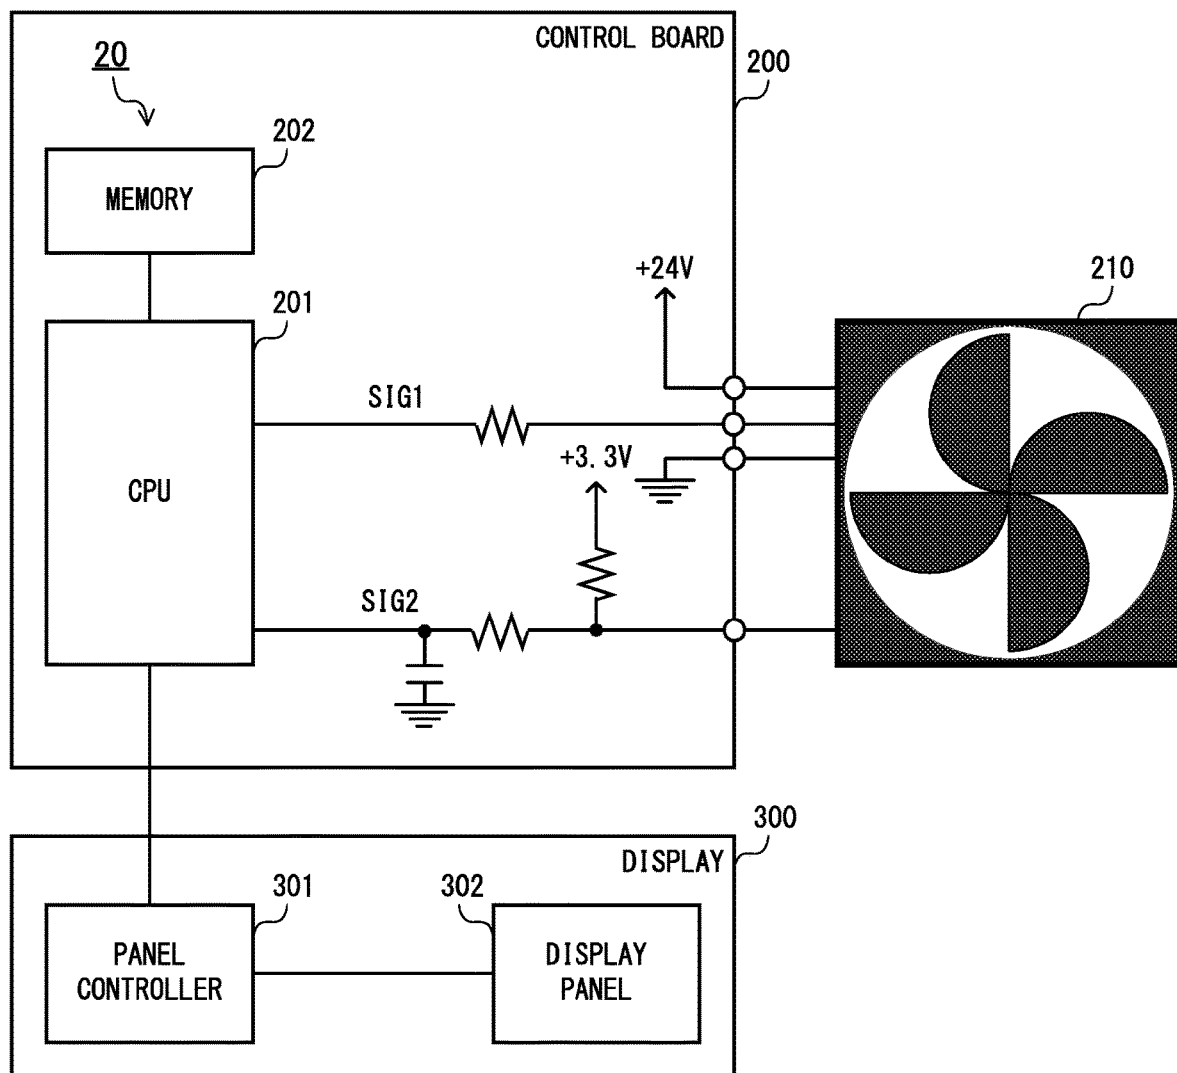 CONTROL BOARD
20
200
202
MEMORY
+24V
210
201
SIG1
+3.3V
CPU
SIG2
300
DISPLAY
301
302
PANEL
CONTROLLER
DISPLAY
PANEL